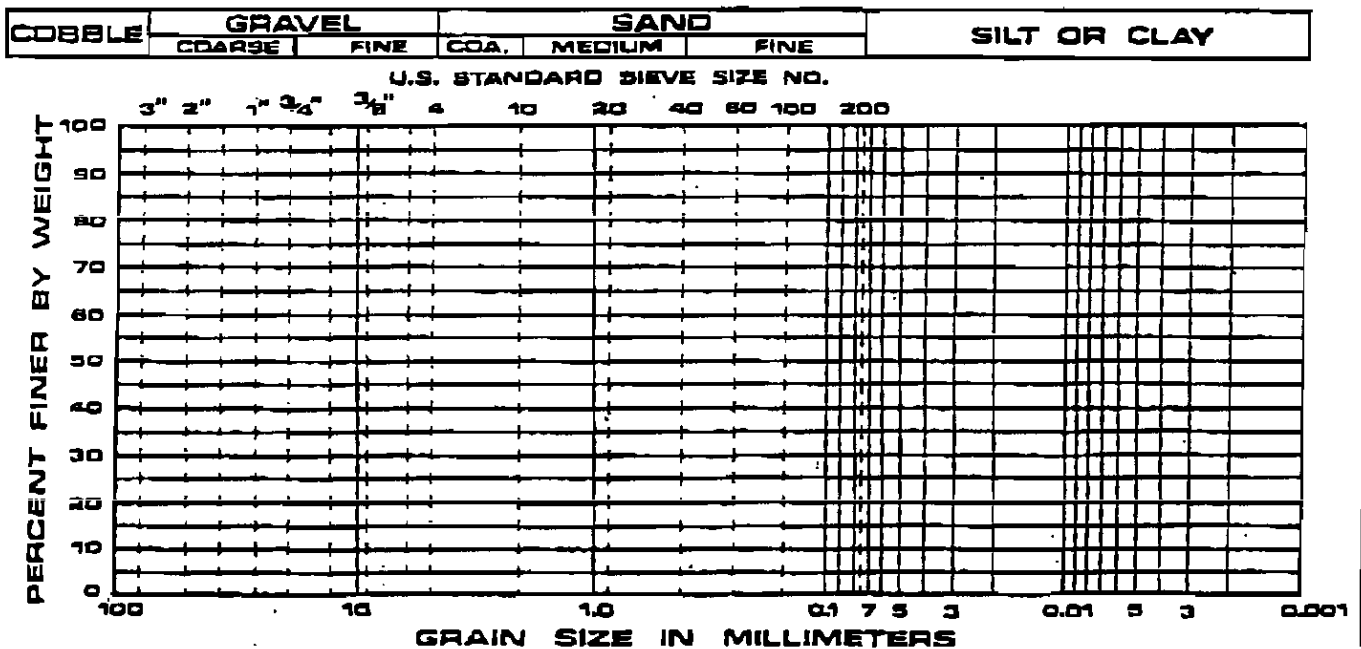 COBBLE GRAVEL SAND SILT OR CLAY
COARSE FINE COA. MEDIUM FINE
U.S. STANDARD SIEVE SIZE NO.
3" 2" 1" 3/4" 3/8" 4 10 20 40 60 100 200
PERCENT FINER BY WEIGHT
100
90
80
70
60
50
40
30
20
10
0
100 10 1.0 0.1 7 5 3 0.01 5 3 0.001
GRAIN SIZE IN MILLIMETERS